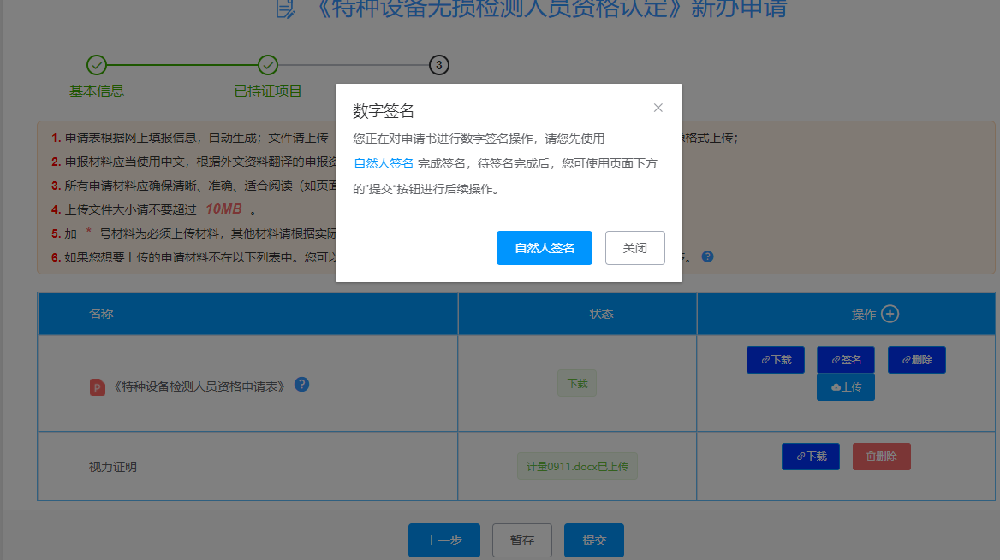 《特种设备无损检测人员资格认定》新办申请
3
基本信息
已持证项目
数字签名
您正在对申请书进行数字签名操作，请您先使用
自然人签名 完成签名，待签名完成后，您可使用页面下方
的"提交"按钮进行后续操作。
自然人签名
关闭
1. 申请表根据网上填报信息，自动生成；文件请上传
格式上传；
2. 申报材料应当使用中文，根据外文资料翻译的申报资
3. 所有申请材料应确保清晰、准确、适合阅读（如页面
4. 上传文件大小请不要超过 10MB 。
5. 加 * 号材料为必须上传材料，其他材料请根据实际
6. 如果您想要上传的申请材料不在以下列表中。您可以
。 ?
名称 状态 操作
P 《特种设备检测人员资格申请表》 ? 下载 下载 签名 删除
上传
视力证明 计量0911.docx已上传 下载 删除
上一步 暂存 提交